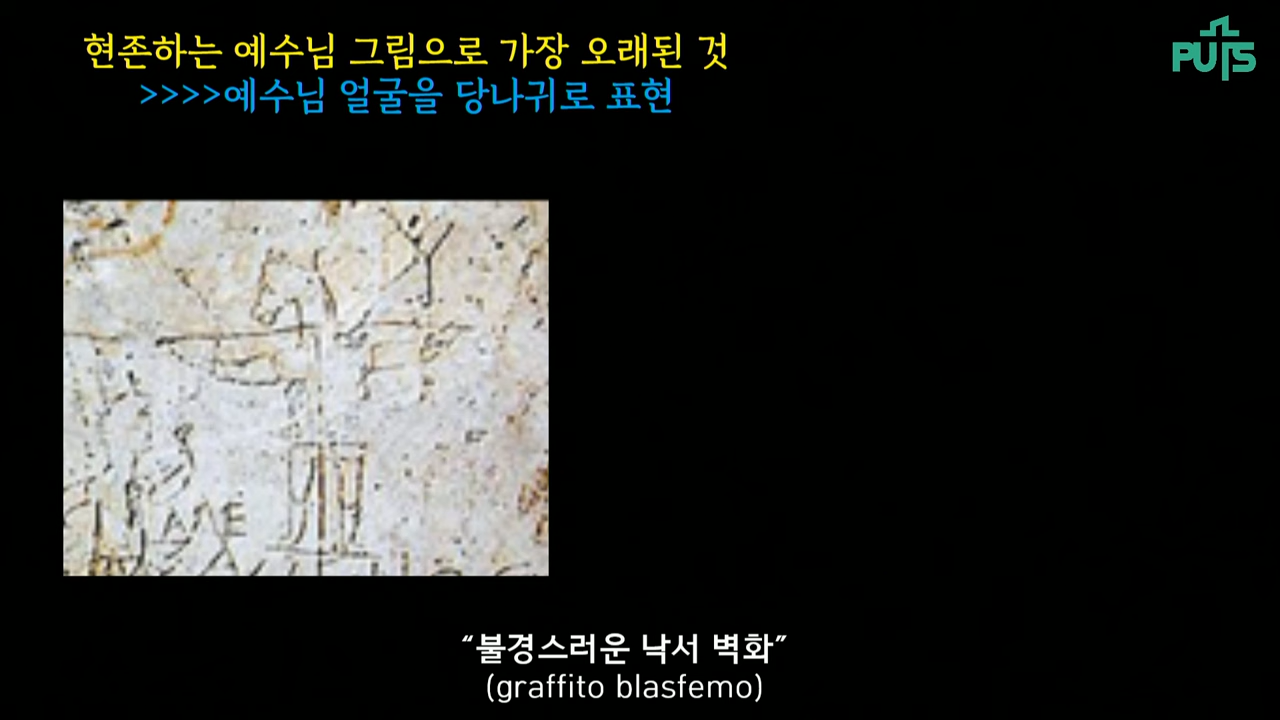 현존하는 예수님 그림으로 가장 오래된 것
>>>>예수님 얼굴을 당나귀로 표현
PUTS
ΑΛΕ
“불경스러운 낙서 벽화”
(graffito blasfemo)